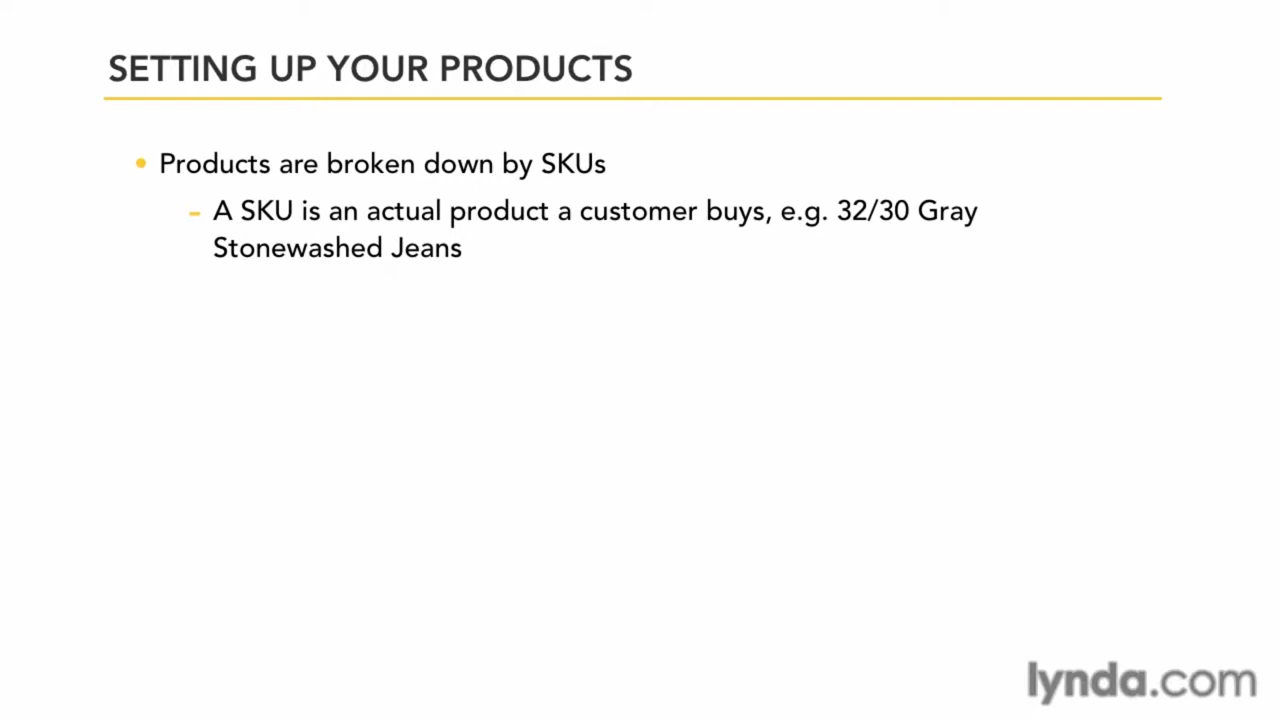 SETTING UP YOUR PRODUCTS
• Products are broken down by SKUs
– A SKU is an actual product a customer buys, e.g. 32/30 Gray
Stonewashed Jeans
lynda.com